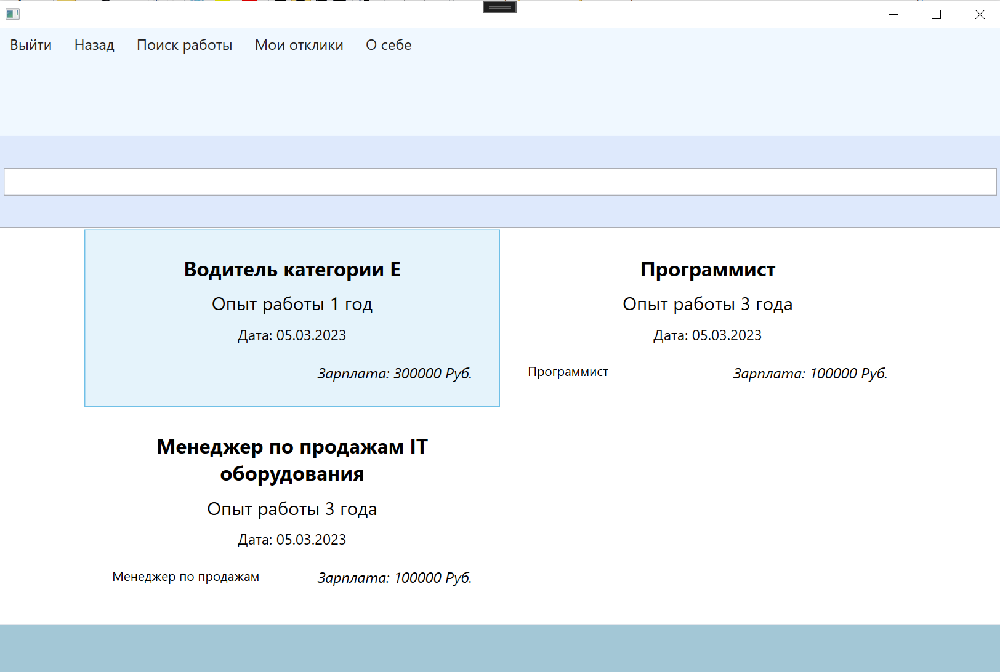 Выйти Назад Поиск работы Мои отклики О себе
Водитель категории Е
Опыт работы 1 год
Дата: 05.03.2023
Зарплата: 300000 Руб.
Программист
Опыт работы 3 года
Дата: 05.03.2023
Программист Зарплата: 100000 Руб.
Менеджер по продажам IT
оборудования
Опыт работы 3 года
Дата: 05.03.2023
Менеджер по продажам Зарплата: 100000 Руб.